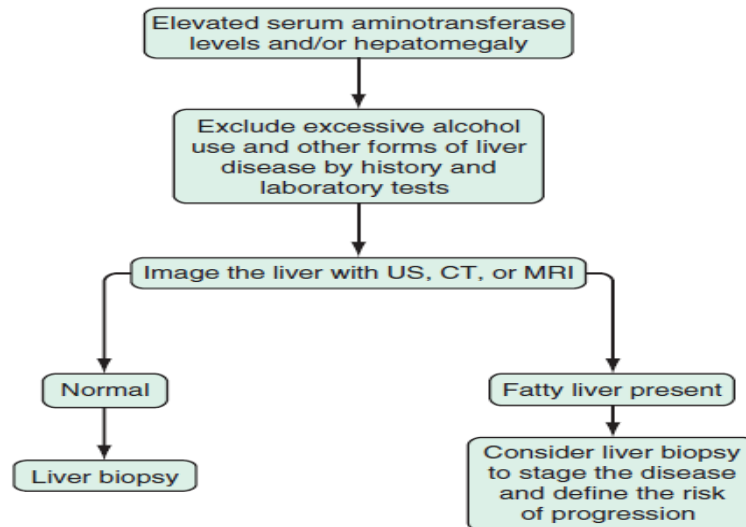 Elevated serum aminotransferase
levels and/or hepatomegaly
Exclude excessive alcohol
use and other forms of liver
disease by history and
laboratory tests
Image the liver with US, CT, or MRI
Normal
Fatty liver present
Liver biopsy
Consider liver biopsy
to stage the disease
and define the risk
of progression